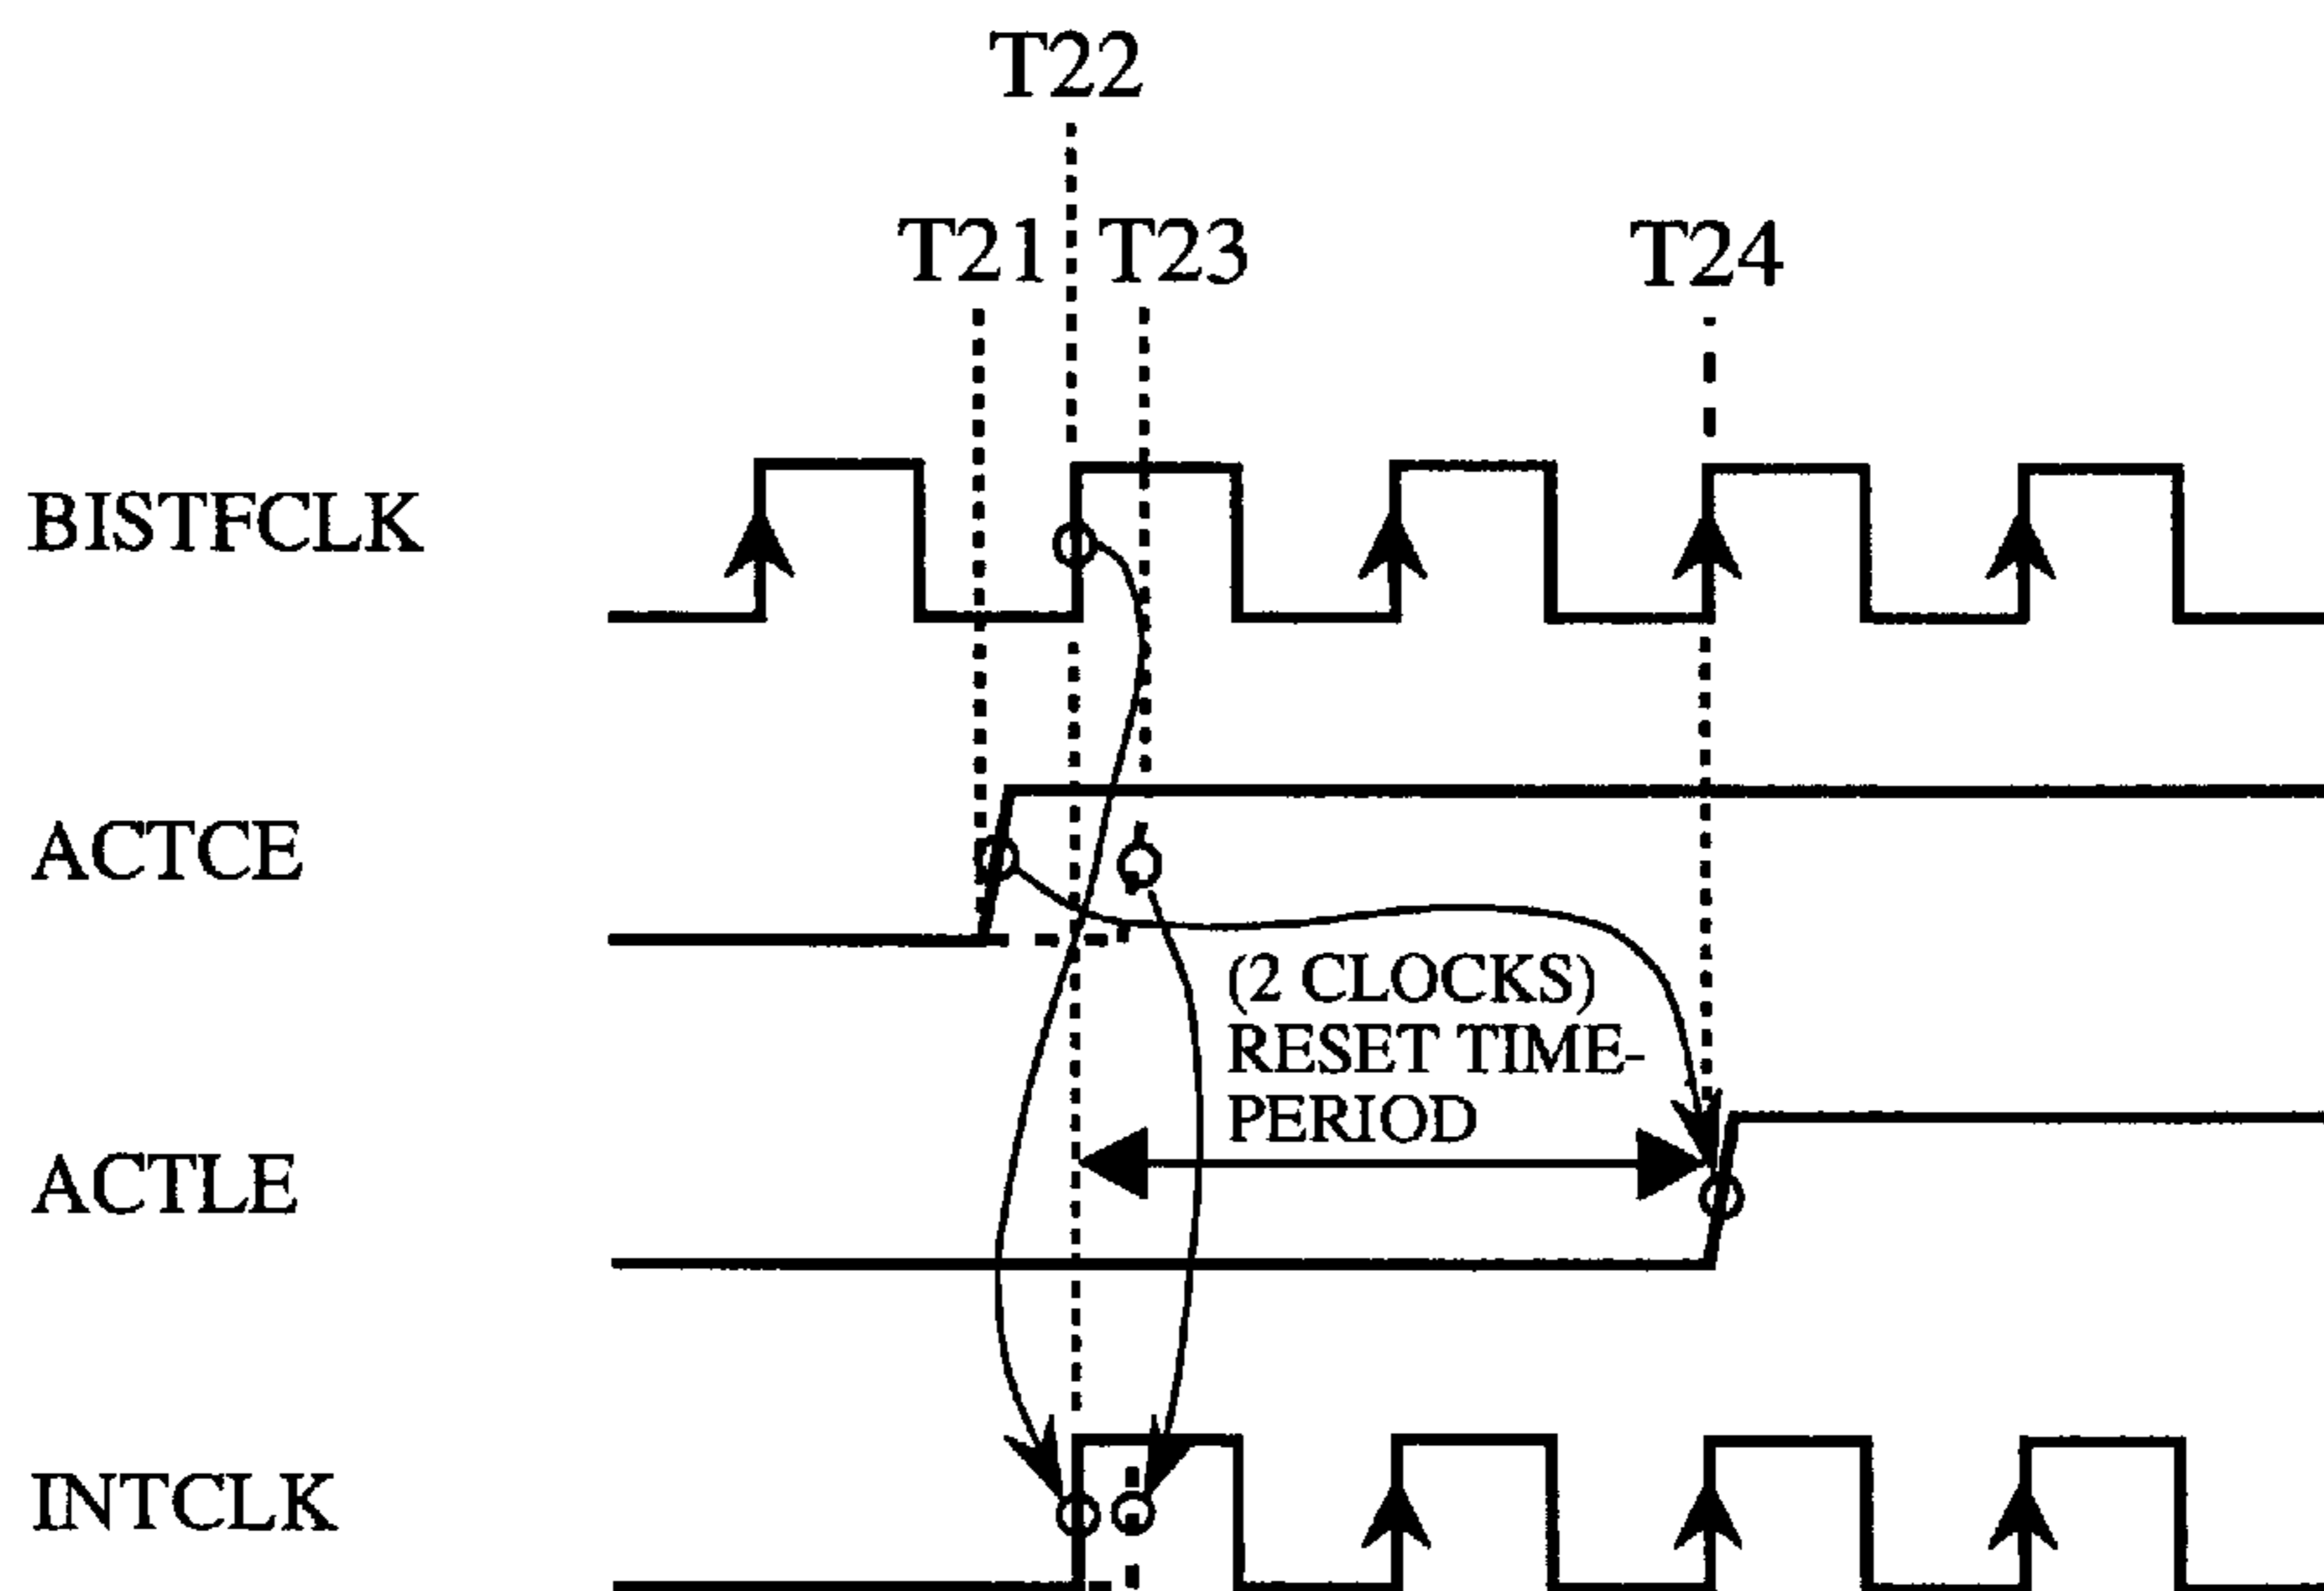 T22
T21 T23 T24
BISTFCLK
ACTCE
(2 CLOCKS)
RESET TIME-
PERIOD
ACTLE
INTCLK